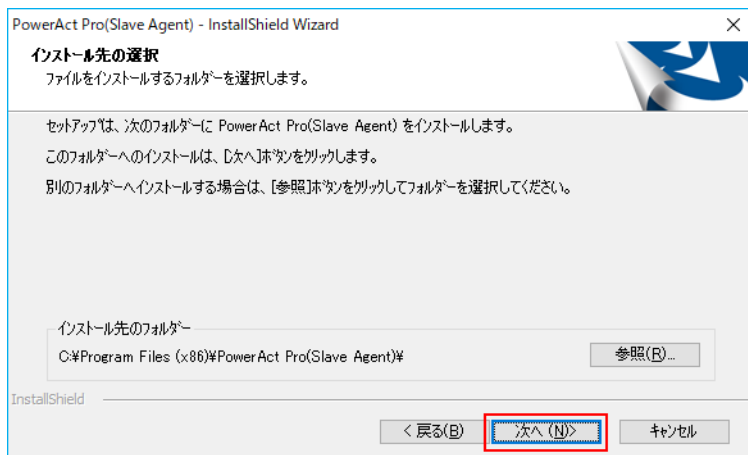 PowerAct Pro(Slave Agent) - InstallShield Wizard
インストール先の選択
ファイルをインストールするフォルダーを選択します。
セットアップは、次のフォルダーに PowerAct Pro(Slave Agent) をインストールします。
このフォルダーへのインストールは、[次へ]ボタンをクリックします。
別のフォルダーへインストールする場合は、[参照]ボタンをクリックしてフォルダーを選択してください。
インストール先のフォルダー
C:¥Program Files (x86)¥PowerAct Pro(Slave Agent)¥
参照(R)...
InstallShield
< 戻る(B)
次へ (N)>
キャンセル